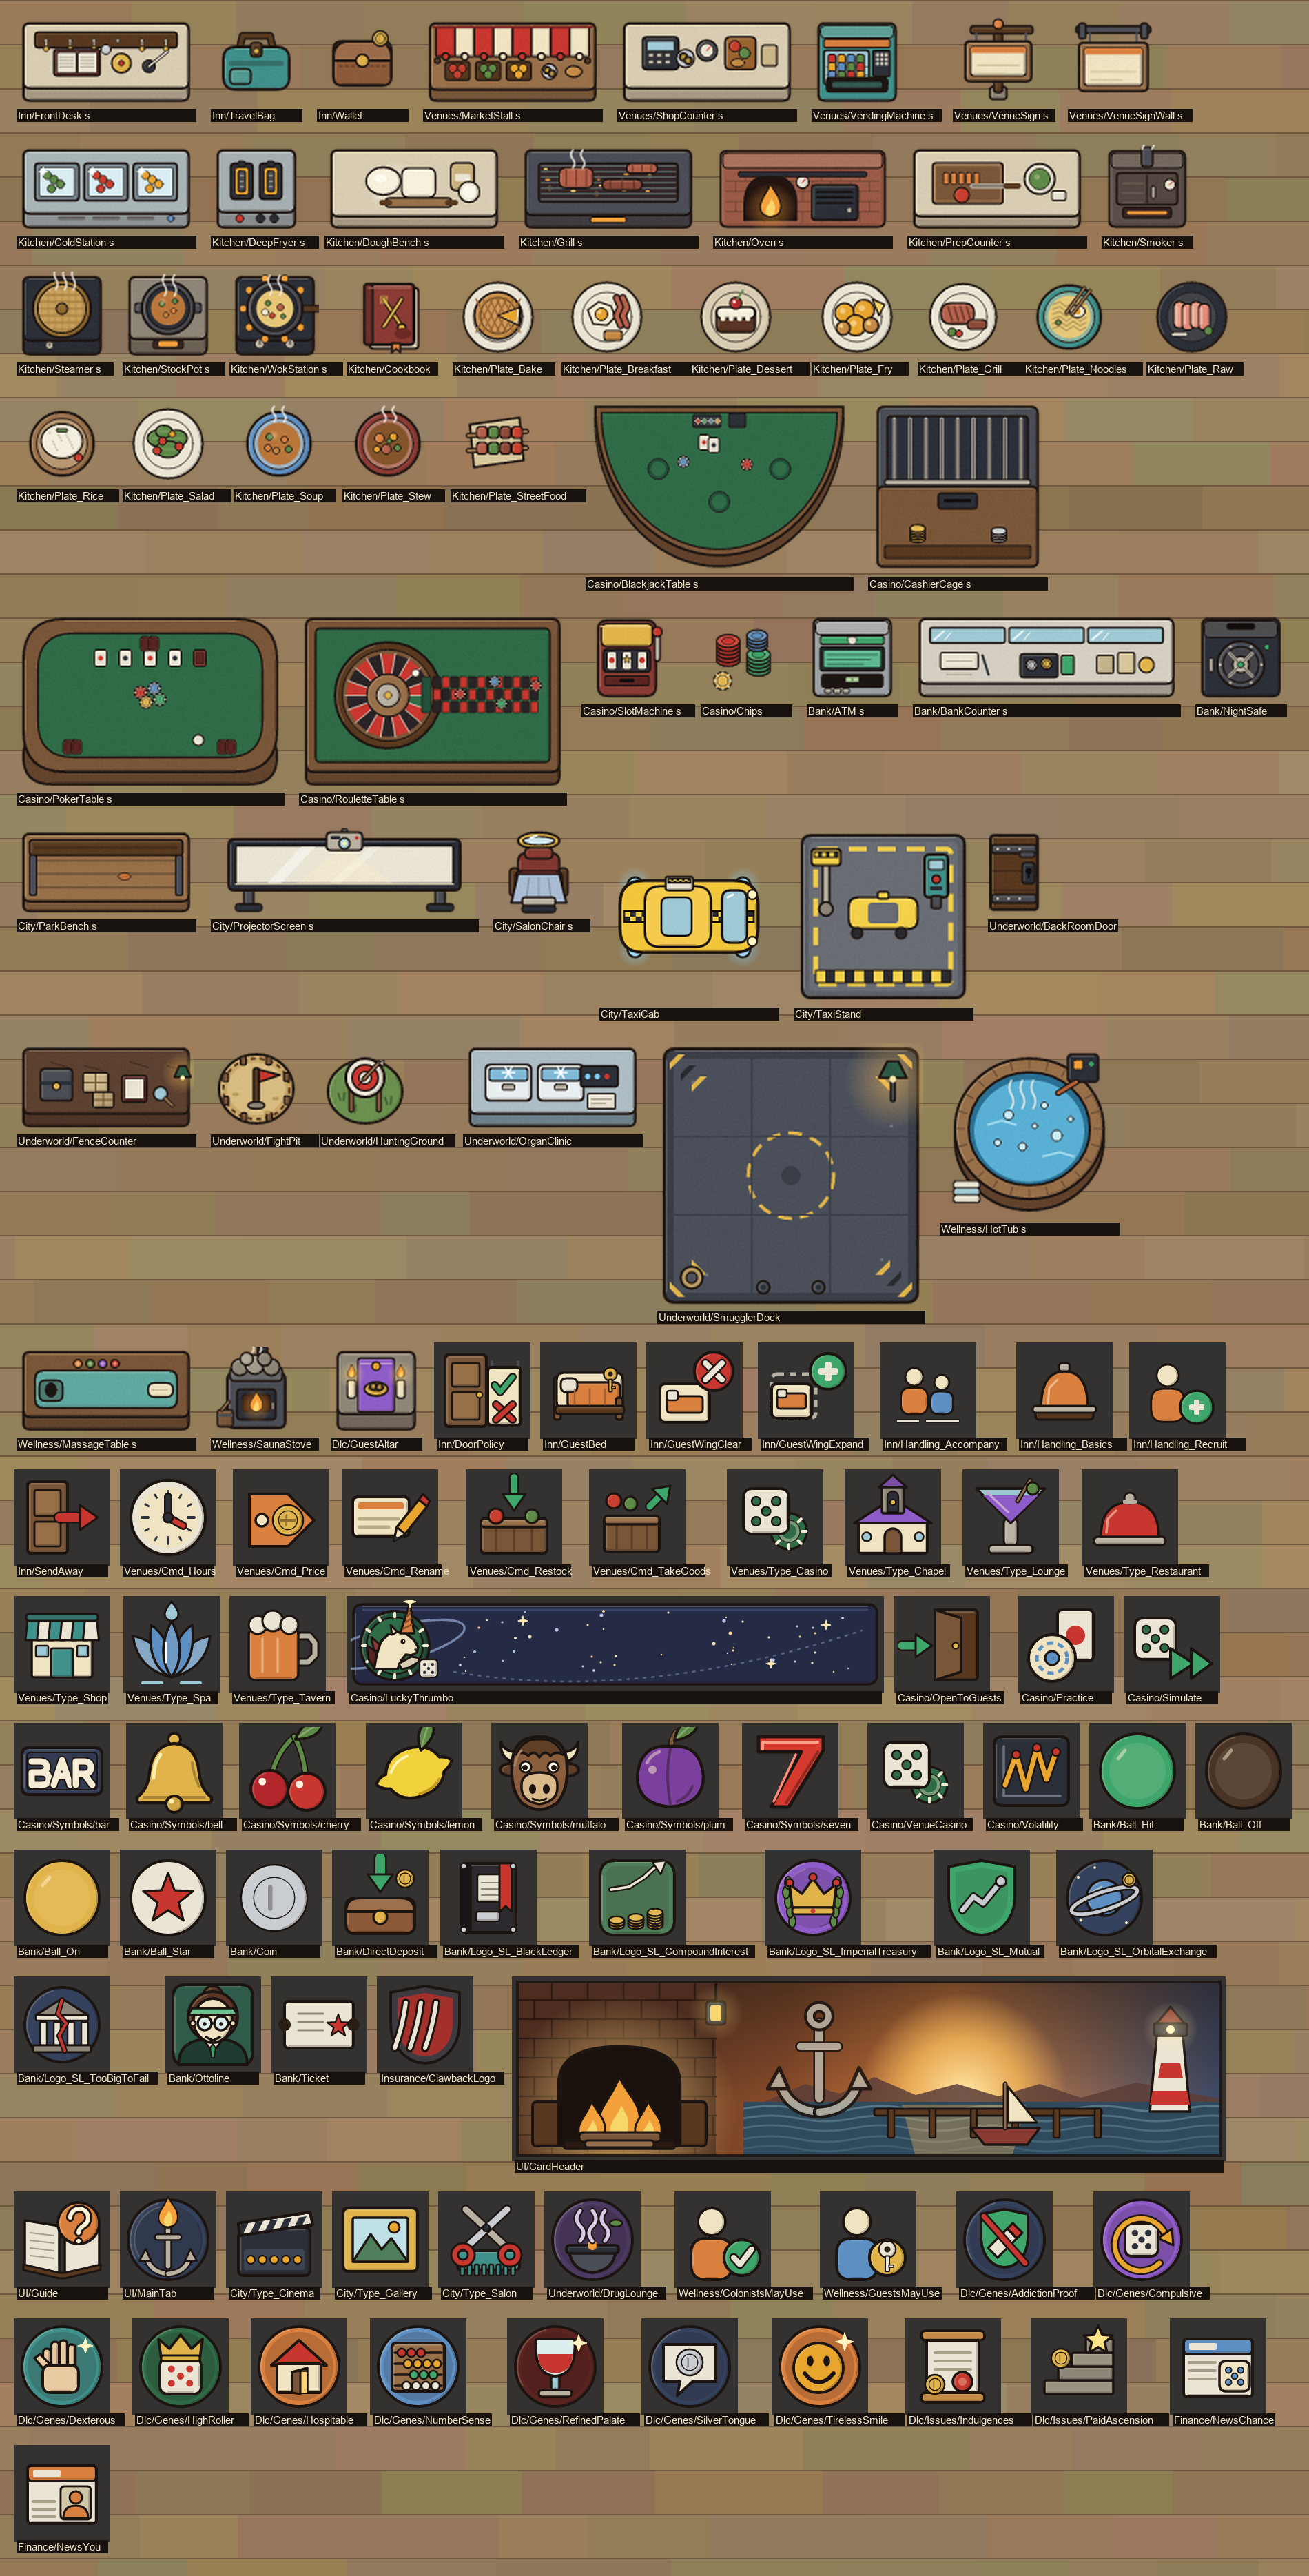 Inn/FrontDesk s
Inn/TravelBag
Inn/Wallet
Venues/MarketStall s
Venues/ShopCounter s
Venues/VendingMachine s
Venues/VenueSign s
Venues/VenueSignWall s
Kitchen/ColdStation s
Kitchen/DeepFryer s
Kitchen/DoughBench s
Kitchen/Grill s
Kitchen/Oven s
Kitchen/PrepCounter s
Kitchen/Smoker s
Kitchen/Steamer s
Kitchen/StockPot s
Kitchen/WokStation s
Kitchen/Cookbook
Kitchen/Plate_Bake
Kitchen/Plate_Breakfast
Kitchen/Plate_Dessert
Kitchen/Plate_Fry
Kitchen/Plate_Grill
Kitchen/Plate_Noodles
Kitchen/Plate_Raw
Kitchen/Plate_Rice
Kitchen/Plate_Salad
Kitchen/Plate_Soup
Kitchen/Plate_Stew
Kitchen/Plate_StreetFood
Casino/BlackjackTable s
Casino/CashierCage s
Casino/PokerTable s
Casino/RouletteTable s
Casino/SlotMachine s
Casino/Chips
Bank/ATM s
Bank/BankCounter s
Bank/NightSafe
City/ParkBench s
City/ProjectorScreen s
City/SalonChair s
City/TaxiCab
City/TaxiStand
Underworld/BackRoomDoor
Underworld/FenceCounter
Underworld/FightPit
Underworld/HuntingGround
Underworld/OrganClinic
Underworld/SmugglerDock
Wellness/HotTub s
Wellness/MassageTable s
Wellness/SaunaStove
Dlc/GuestAltar
Inn/DoorPolicy
Inn/GuestBed
Inn/GuestWingClear
Inn/GuestWingExpand
Inn/Handling_Accompany
Inn/Handling_Basics
Inn/Handling_Recruit
Inn/SendAway
Venues/Cmd_Hours
Venues/Cmd_Price
Venues/Cmd_Rename
Venues/Cmd_Restock
Venues/Cmd_TakeGoods
Venues/Type_Casino
Venues/Type_Chapel
Venues/Type_Lounge
Venues/Type_Restaurant
Venues/Type_Shop
Venues/Type_Spa
Venues/Type_Tavern
Casino/LuckyThrumbo
Casino/OpenToGuests
Casino/Practice
Casino/Simulate
BAR
7
Casino/Symbols/bar
Casino/Symbols/bell
Casino/Symbols/cherry
Casino/Symbols/lemon
Casino/Symbols/muffalo
Casino/Symbols/plum
Casino/Symbols/seven
Casino/VenueCasino
Casino/Volatility
Bank/Ball_Hit
Bank/Ball_Off
Bank/Ball_On
Bank/Ball_Star
Bank/Coin
Bank/DirectDeposit
Bank/Logo_SL_BlackLedger
Bank/Logo_SL_CompoundInterest
Bank/Logo_SL_ImperialTreasury
Bank/Logo_SL_Mutual
Bank/Logo_SL_OrbitalExchange
Bank/Logo_SL_TooBigToFail
Bank/Ottoline
Bank/Ticket
Insurance/ClawbackLogo
UI/CardHeader
?
UI/Guide
UI/MainTab
City/Type_Cinema
City/Type_Gallery
City/Type_Salon
Underworld/DrugLounge
Wellness/ColonistsMayUse
Wellness/GuestsMayUse
Dlc/Genes/AddictionProof
Dlc/Genes/Compulsive
Dlc/Genes/Dexterous
Dlc/Genes/HighRoller
Dlc/Genes/Hospitable
Dlc/Genes/NumberSense
Dlc/Genes/RefinedPalate
Dlc/Genes/SilverTongue
Dlc/Genes/TirelessSmile
Dlc/Issues/Indulgences
Dlc/Issues/PaidAscension
Finance/NewsChance
Finance/NewsYou